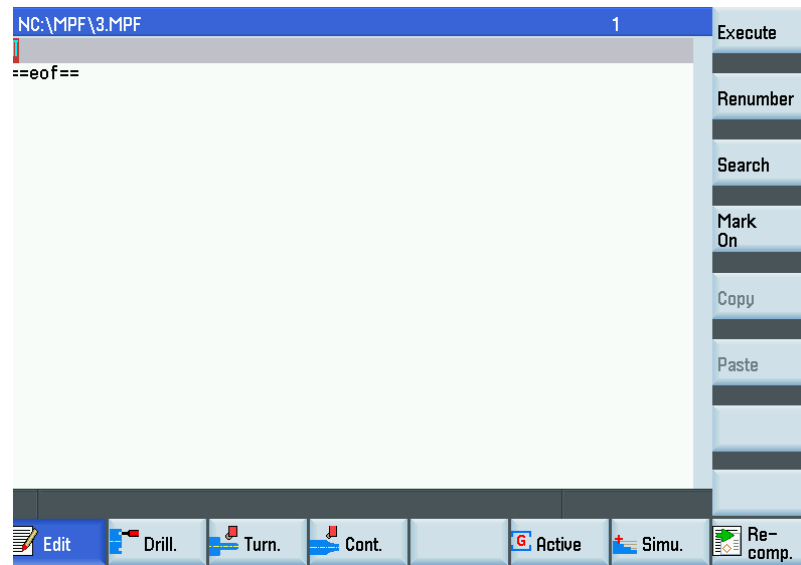 NC:\MPF\3.MPF 1
==eof==
Execute
Renumber
Search
Mark
On
Copy
Paste
Edit
Drill.
Turn.
Cont.
G Active
Simu.
Re-
comp.